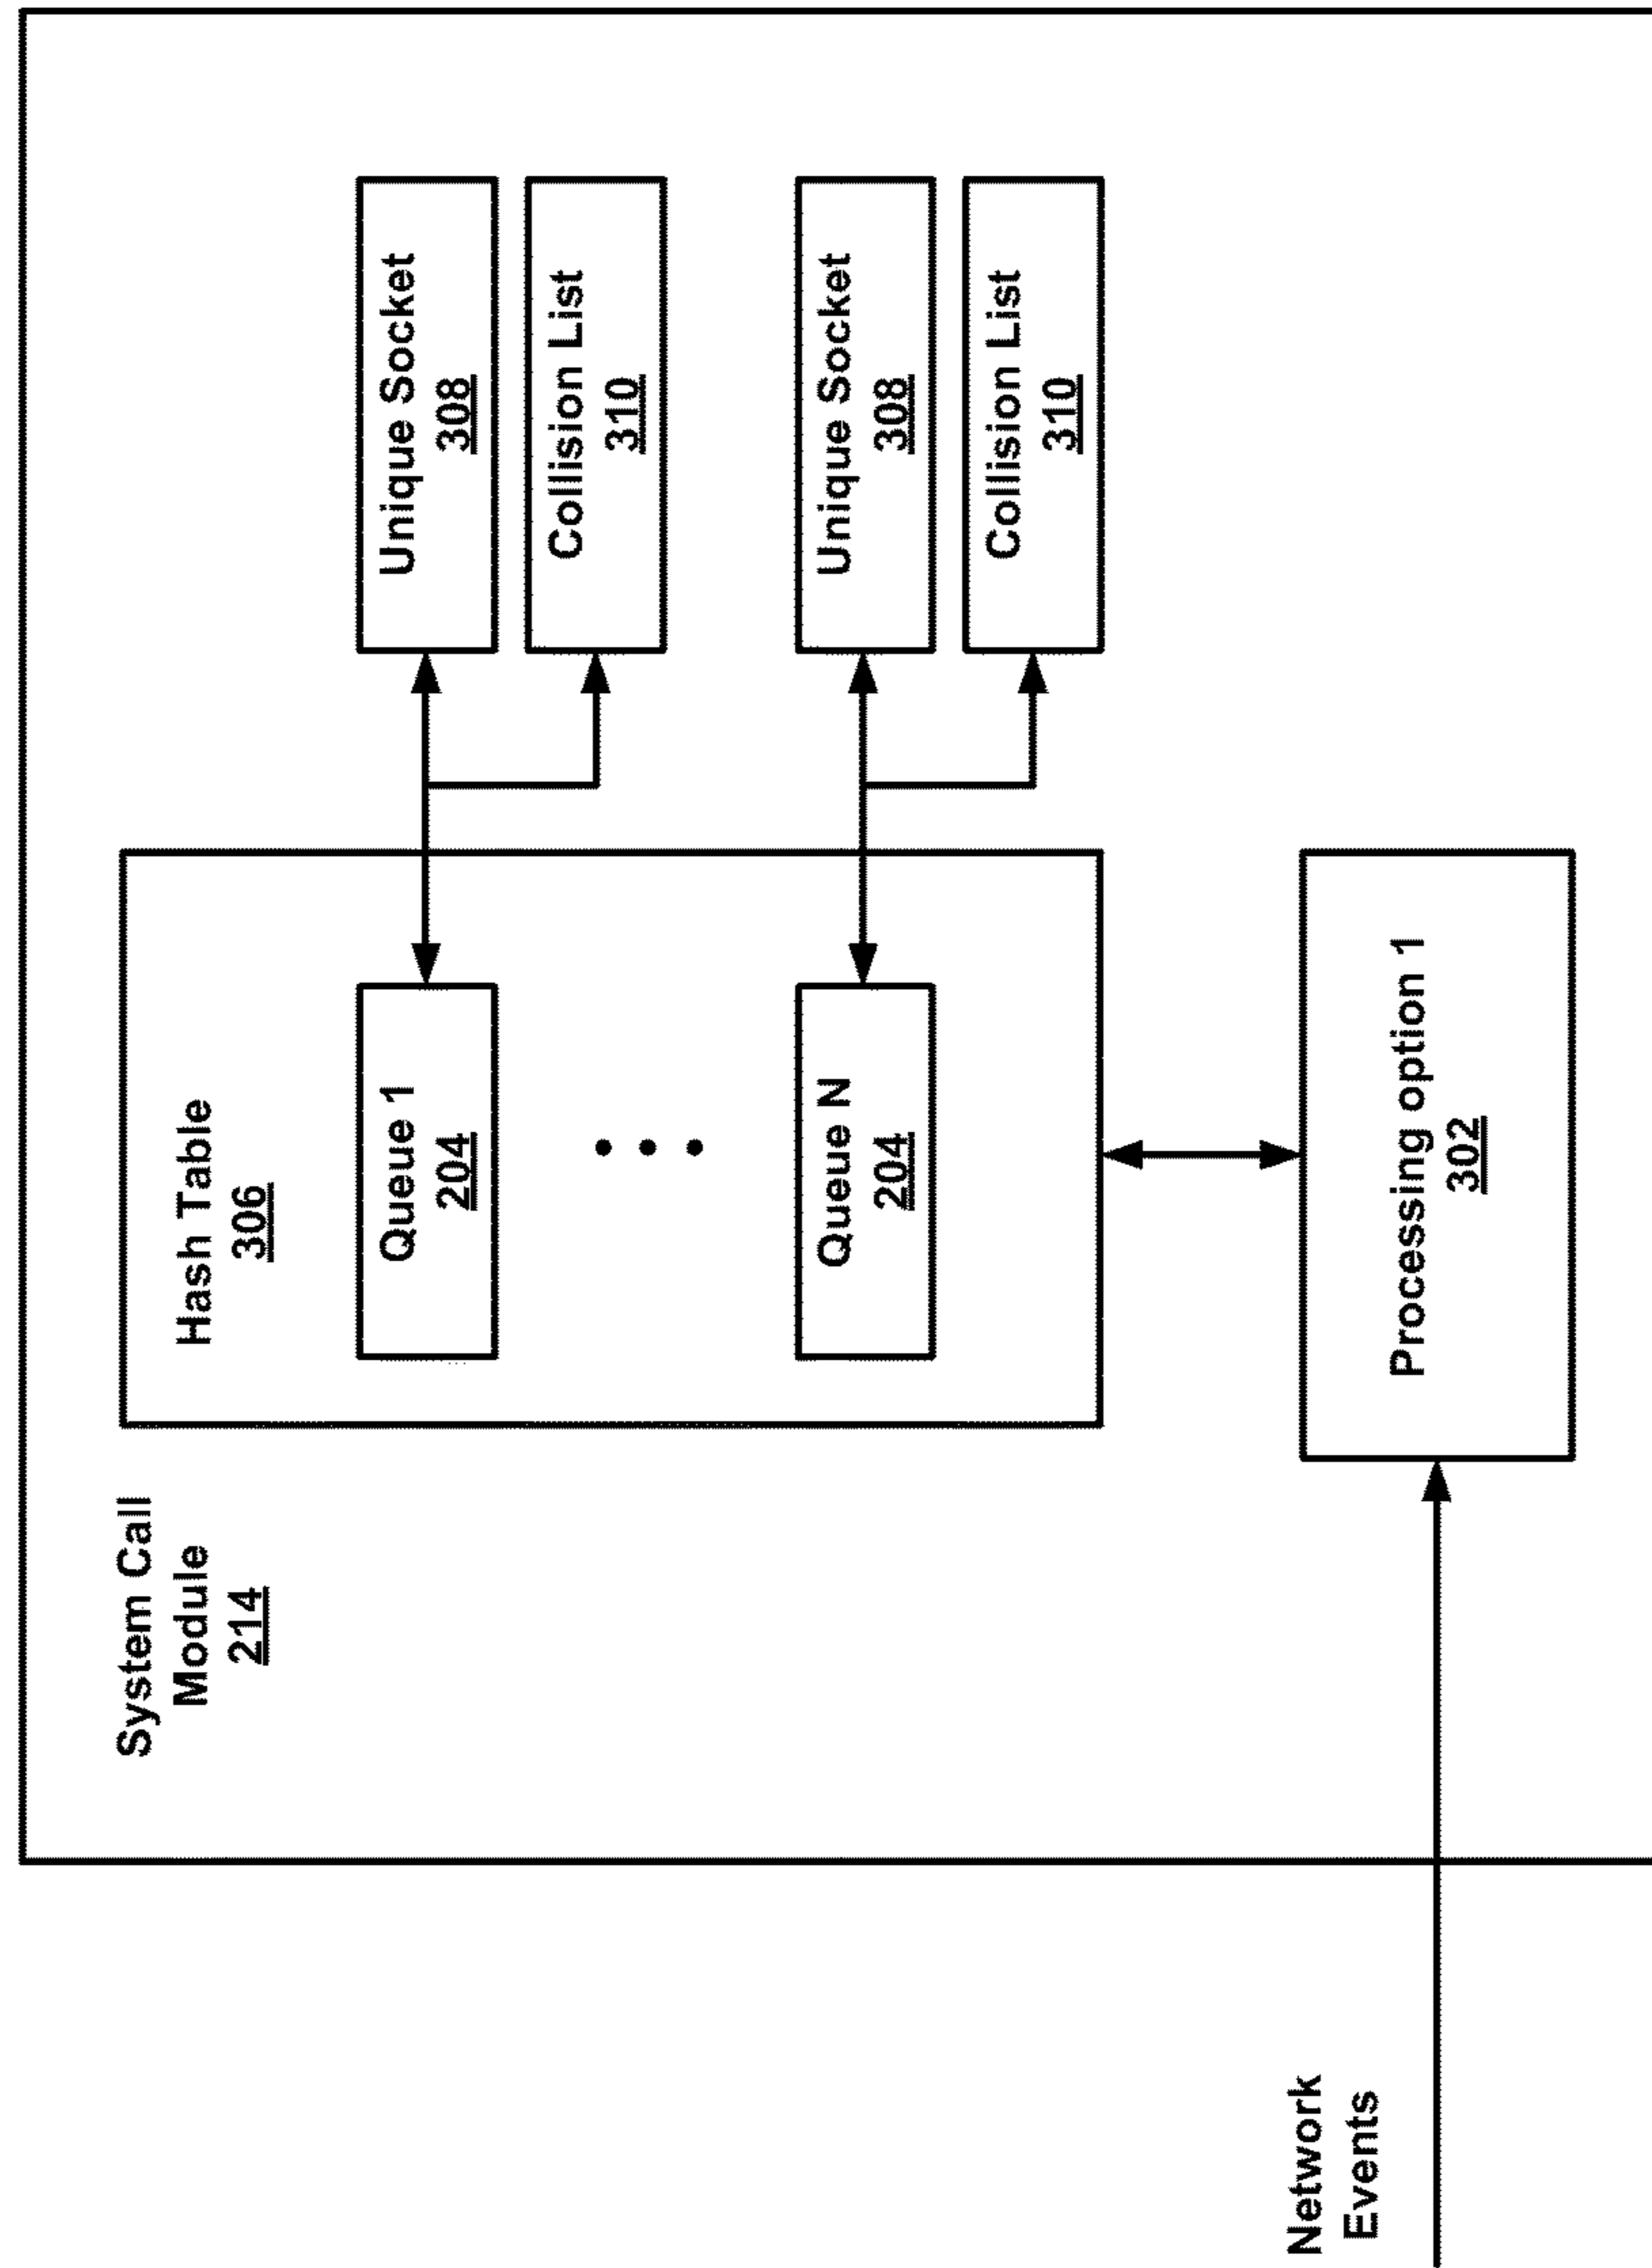 System Call
Module
214
Hash Table
306
Queue 1
204
Unique Socket
308
Collision List
310
Queue N
204
Unique Socket
308
Collision List
310
Processing option 1
302
Network
Events